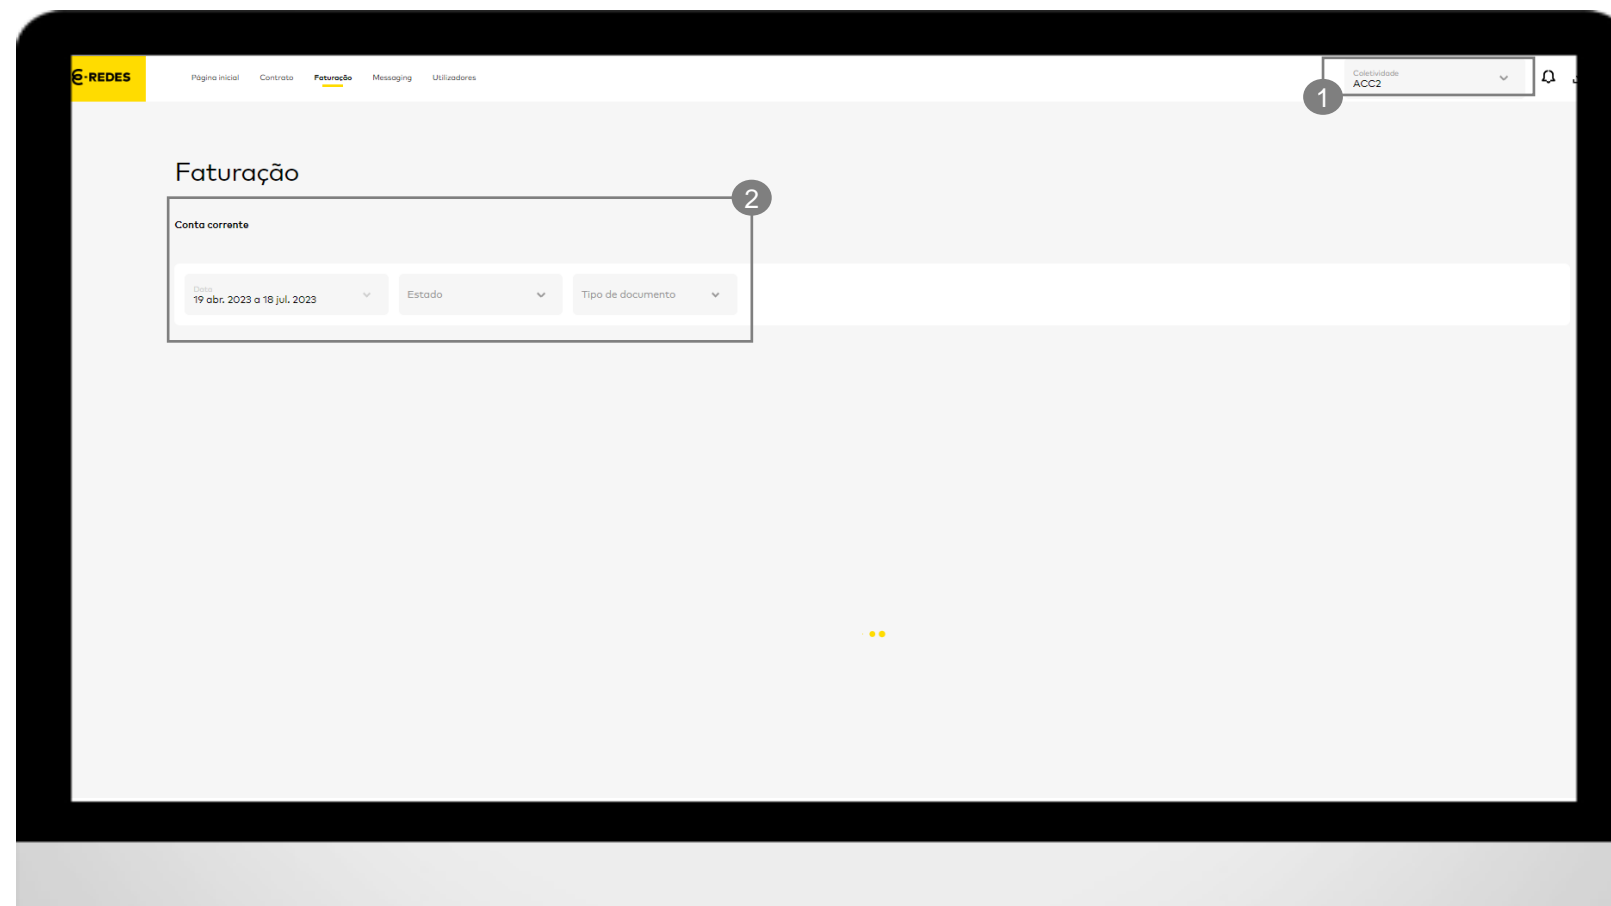 E-REDES
Página inicial Contrato Faturação Messaging Utilizadores
Coletividade
ACC2
1
Faturação
2
Conta corrente
Data
19 abr. 2023 a 18 jul. 2023
Estado
Tipo de documento